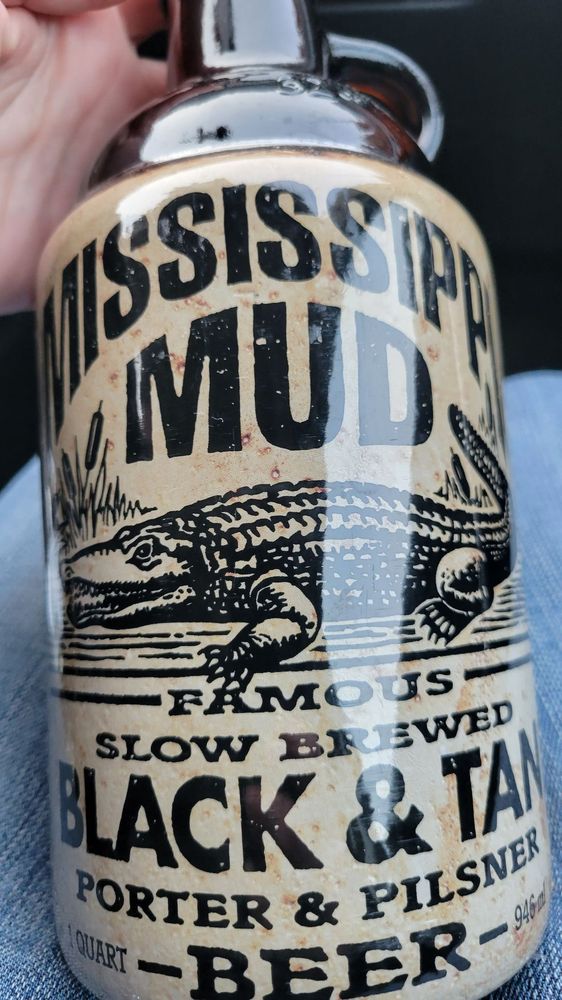 MISSISSIPPI
MUD
FAMOUS
SLOW BREWED
BLACK & TAN
PORTER & PILSNER
1 QUART
946 ml
-BEER-